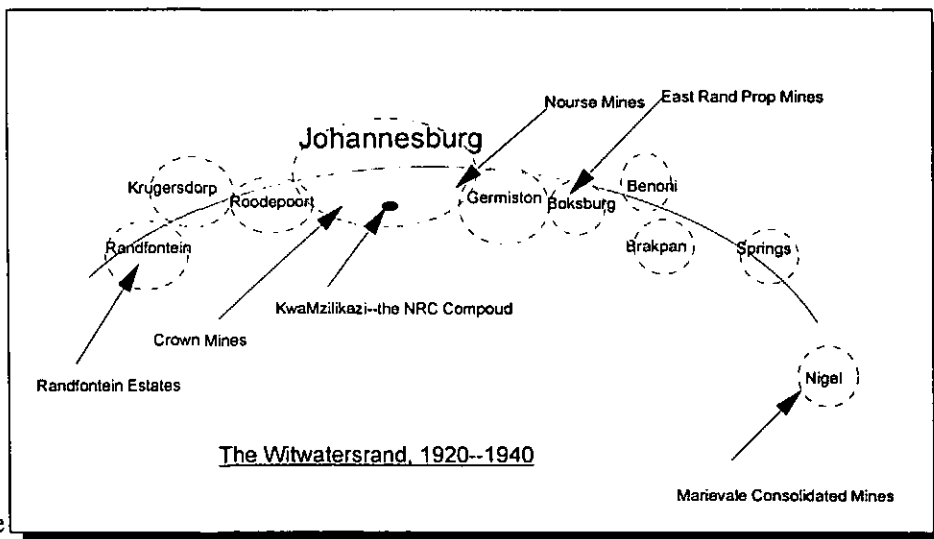 Nourse Mines
East Rand Prop Mines
Johannesburg
Krugersdorp
Roodepoort
Germiston
Boksburg
Benoni
Randfontein
Brakpan
Springs
KwaMzilikazi--the NRC Compoud
Crown Mines
Randfontein Estates
Nigel
The Witwatersrand, 1920--1940
Marievale Consolidated Mines
e